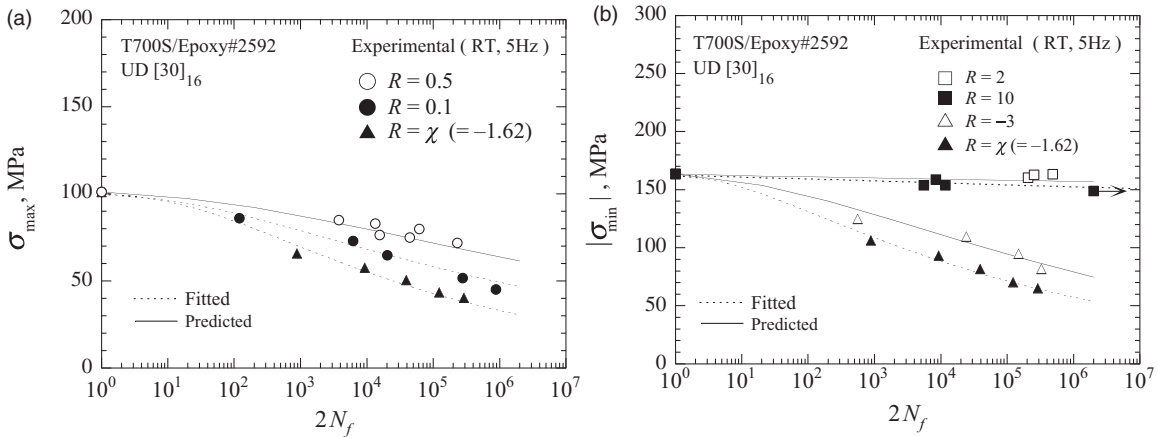 (a)
200
150
100
50
0
σmax, MPa
T700S/Epoxy#2592
UD [30]16
Experimental ( RT, 5Hz )
R = 0.5
R = 0.1
R = χ (= –1.62)
Fitted
Predicted
10^0 10^1 10^2 10^3 10^4 10^5 10^6 10^7
2Nf
(b)
300
250
200
150
100
50
0
|σmin|, MPa
T700S/Epoxy#2592
UD [30]16
Experimental ( RT, 5Hz )
R = 2
R = 10
R = –3
R = χ (= –1.62)
Fitted
Predicted
10^0 10^1 10^2 10^3 10^4 10^5 10^6 10^7
2Nf